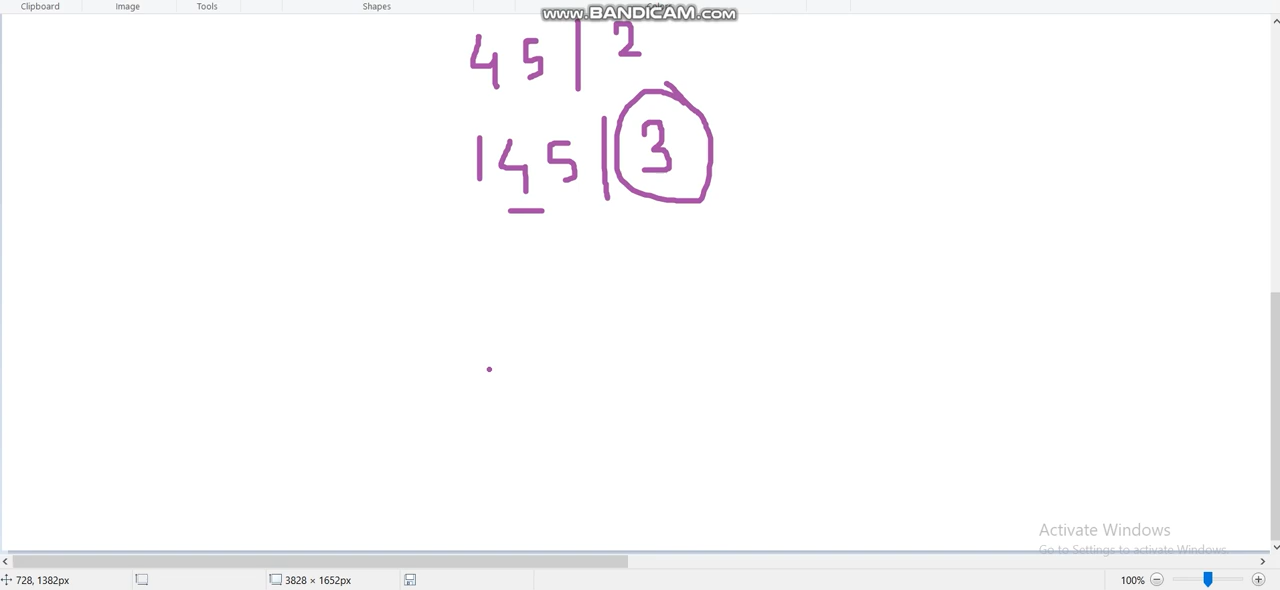 Clipboard Image Tools Shapes Colors
www.BANDICAM.com
45 | 2
145 | 3
Activate Windows
Go to Settings to activate Windows.
728, 1382px 3828 × 1652px 100%